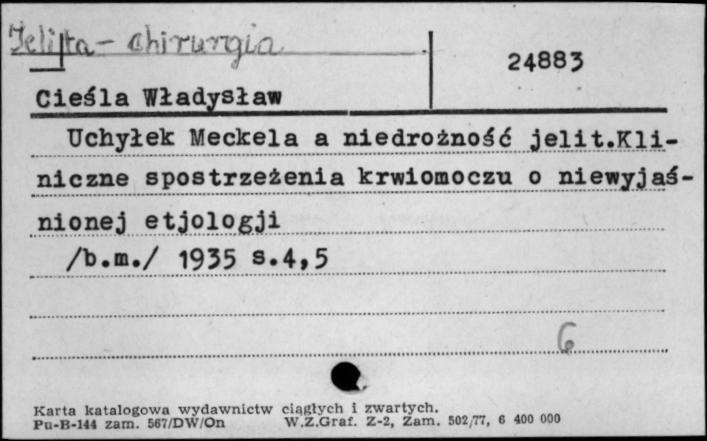 Jelita - chirurgia
24883
Cieśla Władysław
Uchyłek Meckela a niedrożność jelit.Kli-
niczne spostrzeżenia krwiomoczu o niewyjaś-
nionej etjologji
/b.m./ 1935 s.4,5
6
Karta katalogowa wydawnictw ciągłych i zwartych.
Pu-B-144 zam. 567/DW/On W.Z.Graf. Z-2, Zam. 502/77, 6 400 000